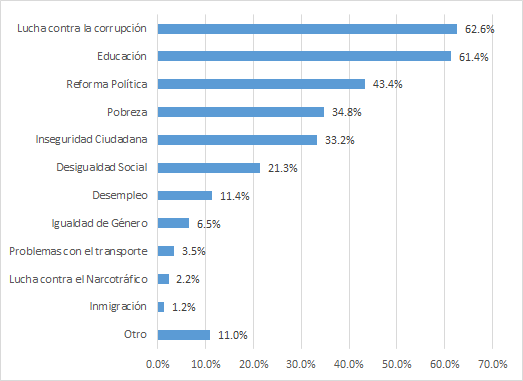 Lucha contra la corrupción 62.6%
Educación 61.4%
Reforma Política 43.4%
Pobreza 34.8%
Inseguridad Ciudadana 33.2%
Desigualdad Social 21.3%
Desempleo 11.4%
Igualdad de Género 6.5%
Problemas con el transporte 3.5%
Lucha contra el Narcotráfico 2.2%
Inmigración 1.2%
Otro 11.0%
0.0% 10.0% 20.0% 30.0% 40.0% 50.0% 60.0% 70.0%